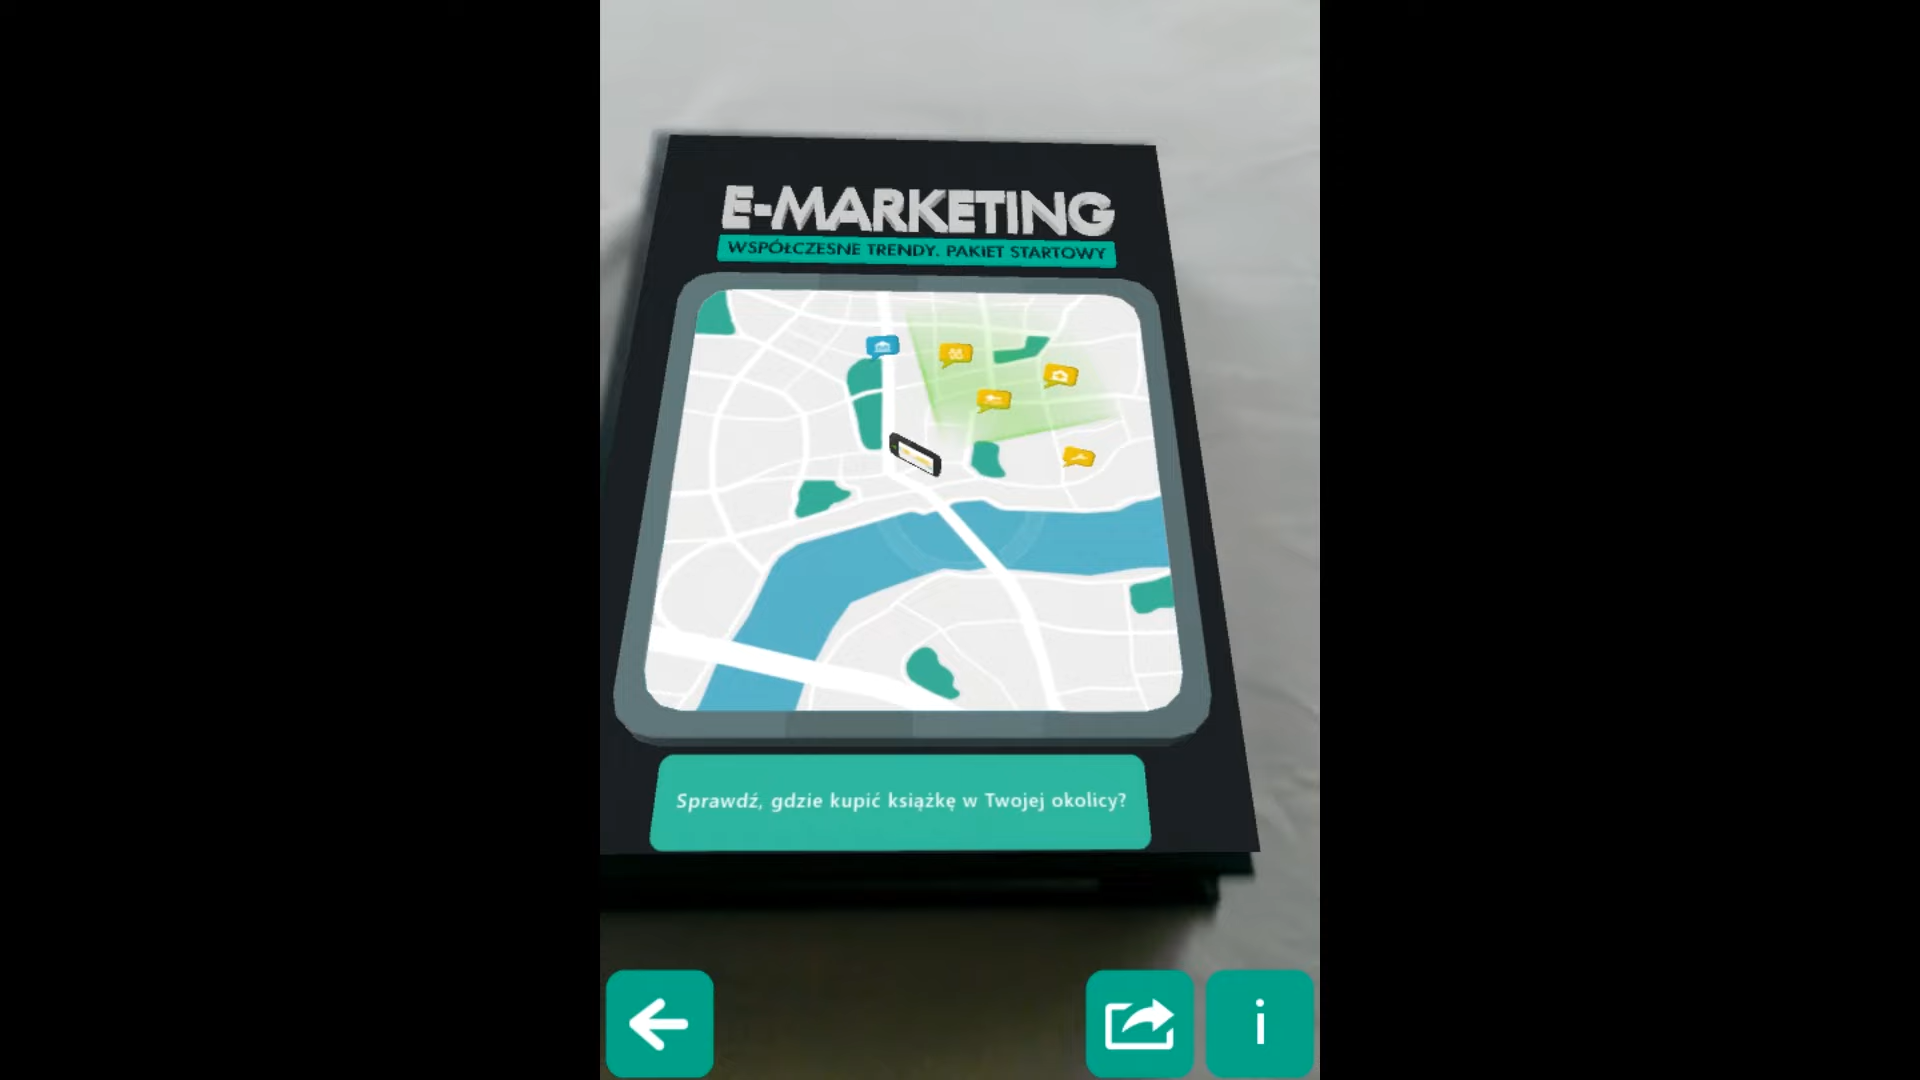 E-MARKETING
WSPÓŁCZESNE TRENDY. PAKIET STARTOWY
Sprawdź, gdzie kupić książkę w Twojej okolicy?
i